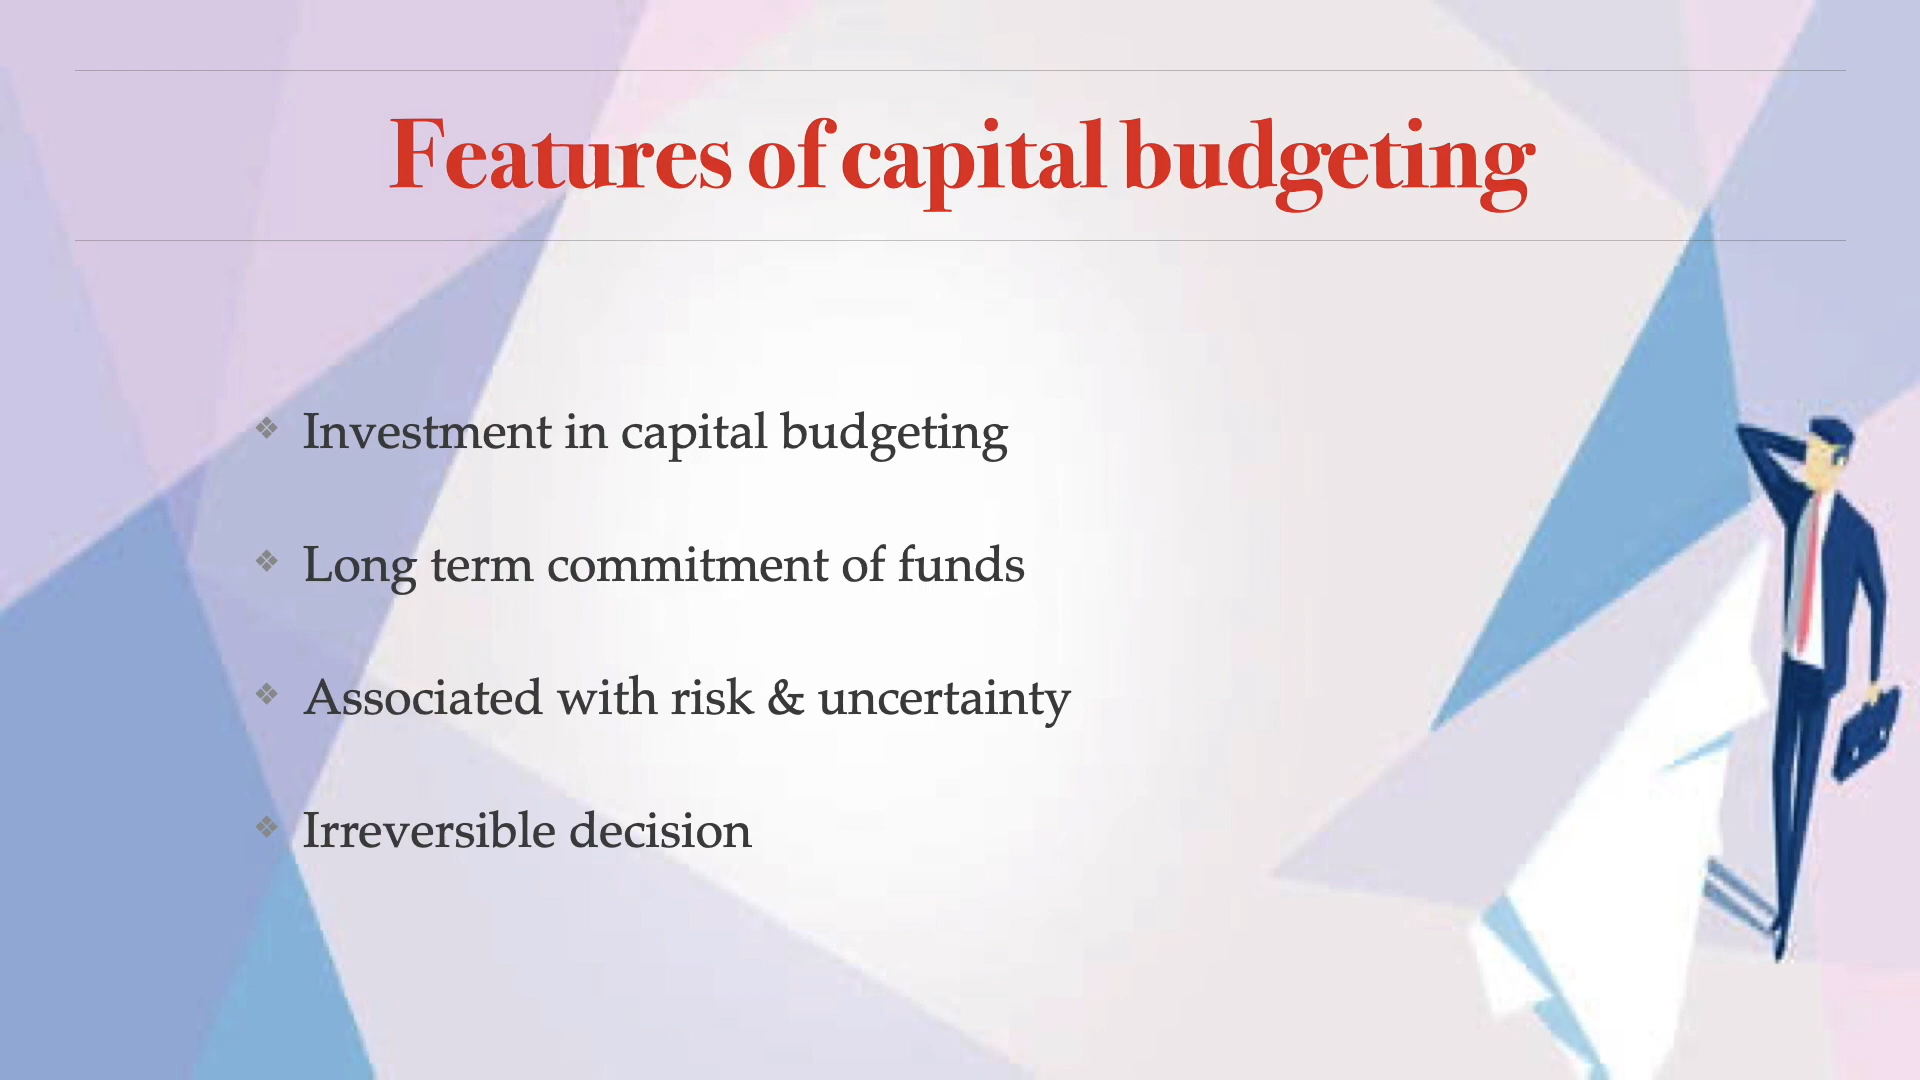 Features of capital budgeting
❖ Investment in capital budgeting
❖ Long term commitment of funds
❖ Associated with risk & uncertainty
❖ Irreversible decision